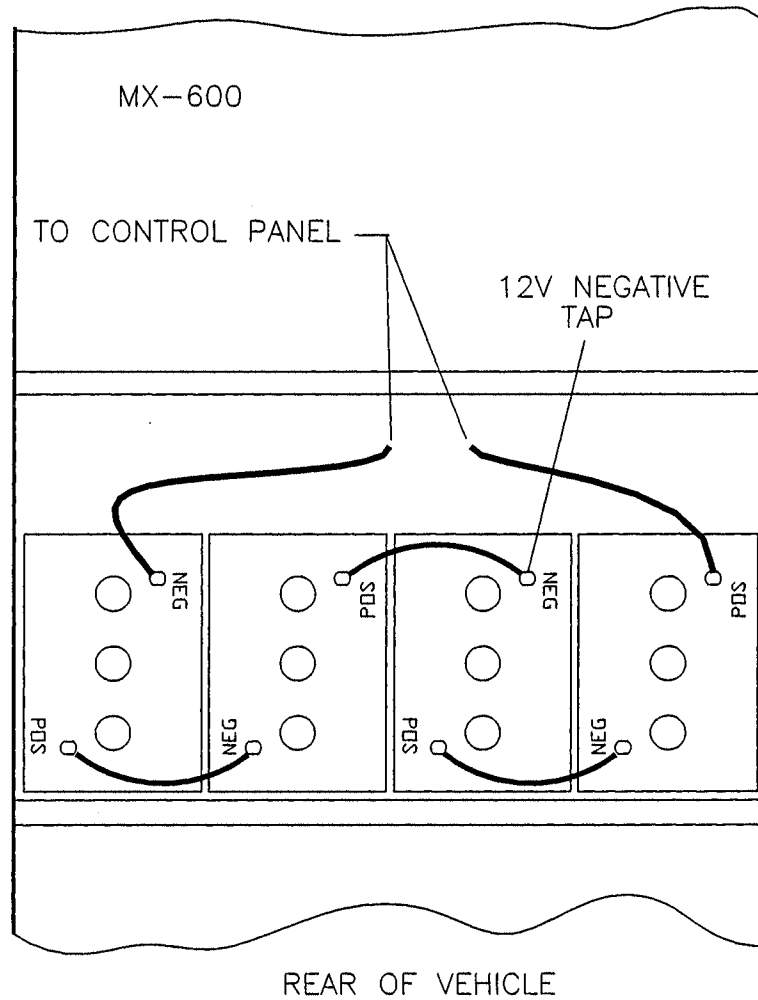 MX-600
TO CONTROL PANEL
12V NEGATIVE
TAP
NEG
POS
NEG
POS
POS
NEG
POS
NEG
REAR OF VEHICLE